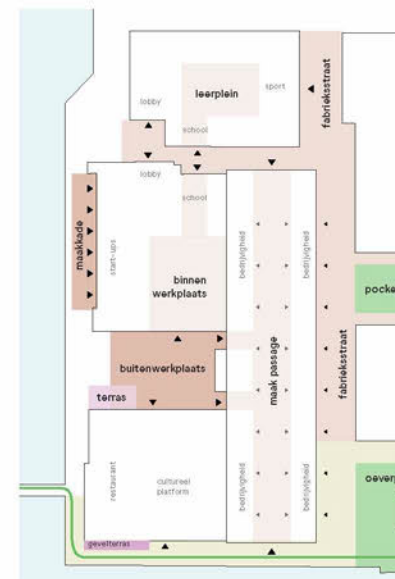 leerplein
sport
lobby
school
fabrieksstraat
lobby
school
maakkade
start-ups
bedrijvigheid
bedrijvigheid
binnen
werkplaats
pocke
maak passage
fabrieksstraat
buitenwerkplaats
terras
restaurant
cultureel
platform
bedrijvigheid
bedrijvigheid
oeverp
gevelterras